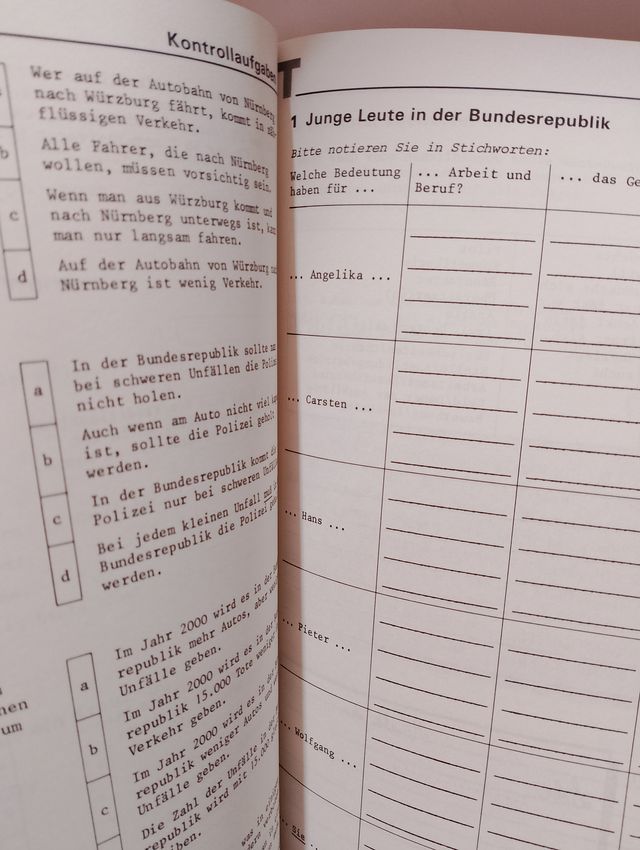 Kontrollaufgaben
Wer auf der Autobahn von Nürnberg
nach Würzburg fährt, kommt in
flüssigen Verkehr.
b
Alle Fahrer, die nach Nürnberg
wollen, müssen vorsichtig sein.
c
Wenn man aus Würzburg kommt und
nach Nürnberg unterwegs ist,
man nur langsam fahren.
d
Auf der Autobahn von Würzburg
Nürnberg ist wenig Verkehr.
a
In der Bundesrepublik sollte
bei schweren Unfällen die
nicht holen.
b
Auch wenn am Auto nicht viel
ist, sollte die Polizei
werden.
c
In der Bundesrepublik kommt
Polizei nur bei schweren
d
Bei jedem kleinen Unfall
Bundesrepublik die Polizei
werden.
a
Im Jahr 2000 wird es in der
republik mehr Autos, aber
Unfälle geben.
b
Im Jahr 2000 wird es in der
republik 15.000 Tote weniger
Verkehr geben.
c
Im Jahr 2000 wird es in der
republik weniger Autos und
Unfälle geben.
Die Zahl der Unfälle in der
republik wird mit 15.000
um
T
1 Junge Leute in der Bundesrepublik
Bitte notieren Sie in Stichworten:
Welche Bedeutung
haben für ...
... Arbeit und
Beruf?
... das
... Angelika ...
... Carsten ...
... Hans ...
... Pieter ...
... Wolfgang ...
... Sie ...